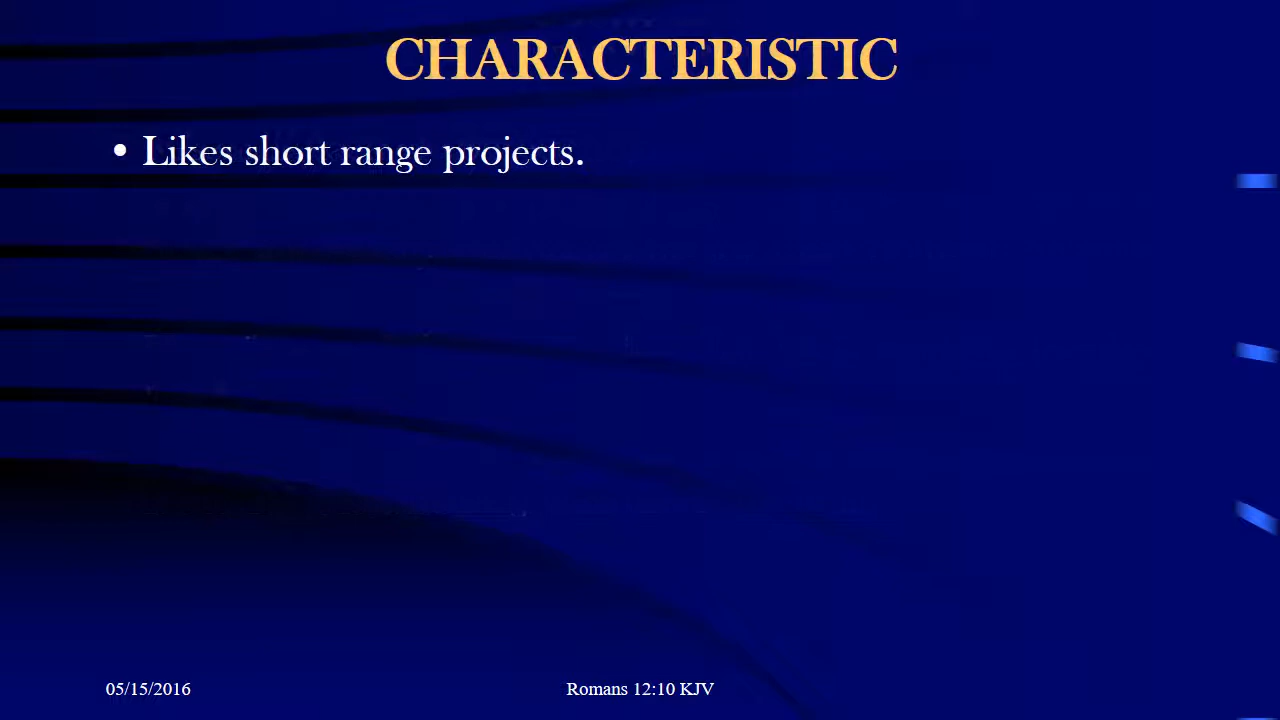 CHARACTERISTIC
• Likes short range projects.
05/15/2016
Romans 12:10 KJV